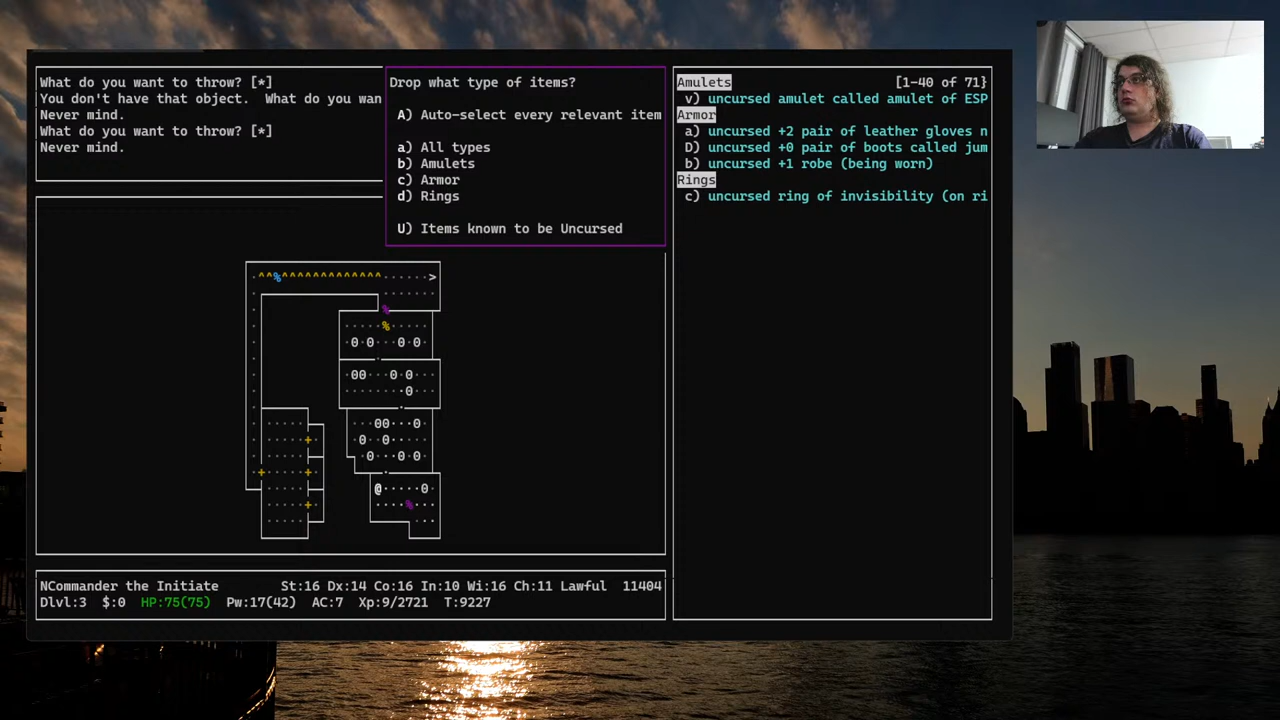 What do you want to throw? [*]
You don't have that object.  What do you wan
Never mind.
What do you want to throw? [*]
Never mind.
Drop what type of items?
A) Auto-select every relevant item
a) All types
b) Amulets
c) Armor
d) Rings
U) Items known to be Uncursed
Amulets [1-40 of 71}
v) uncursed amulet called amulet of ESP
Armor
a) uncursed +2 pair of leather gloves n
D) uncursed +0 pair of boots called jum
b) uncursed +1 robe (being worn)
Rings
c) uncursed ring of invisibility (on ri
NCommander the Initiate St:16 Dx:14 Co:16 In:10 Wi:16 Ch:11 Lawful 11404
Dlvl:3 $:0 HP:75(75) Pw:17(42) AC:7 Xp:9/2721 T:9227